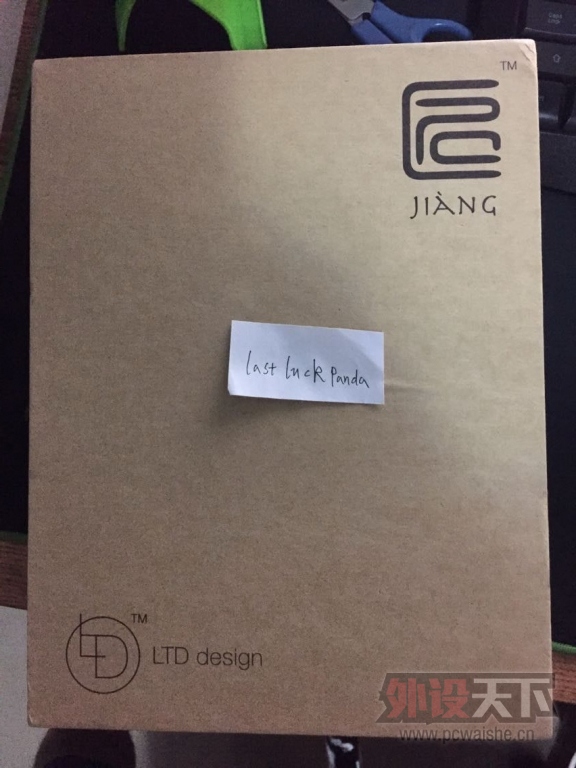 TM
JIÀNG
last luck Panda
TM
LTD design
外设天下
www.pcwaishe.cn